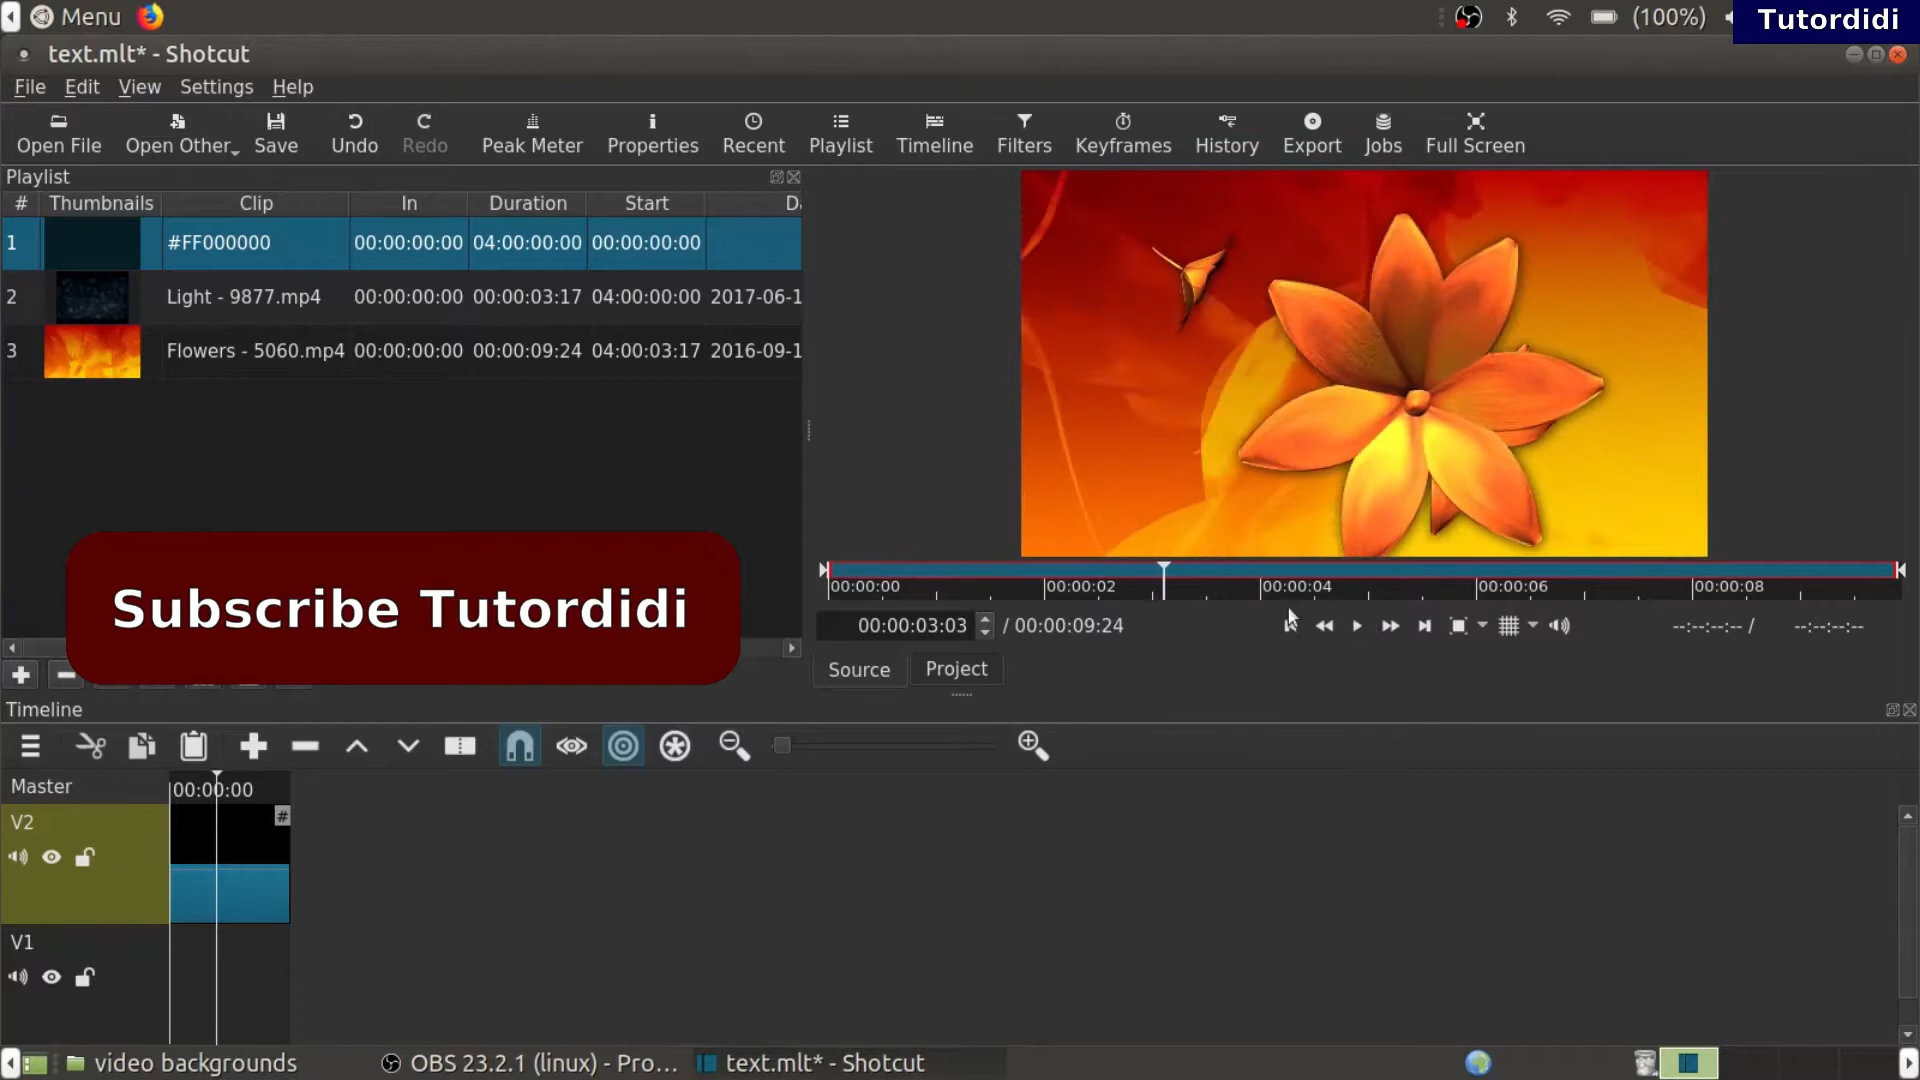 Menu
(100%)
Tutordidi
text.mlt* - Shotcut
File Edit View Settings Help
Open File Open Other Save Undo Redo Peak Meter Properties Recent Playlist Timeline Filters Keyframes History Export Jobs Full Screen
Playlist
# Thumbnails Clip In Duration Start
1 #FF000000 00:00:00:00 04:00:00:00 00:00:00:00
2 Light - 9877.mp4 00:00:00:00 00:00:03:17 04:00:00:00 2017-06-1
3 Flowers - 5060.mp4 00:00:00:00 00:00:09:24 04:00:03:17 2016-09-1
Subscribe Tutordidi
00:00:00 00:00:02 00:00:04 00:00:06 00:00:08
00:00:03:03 / 00:00:09:24 --:--:--:-- / --:--:--:--
Source Project
Timeline
Master 00:00:00
V2 #
V1
video backgrounds OBS 23.2.1 (linux) - Pro... text.mlt* - Shotcut